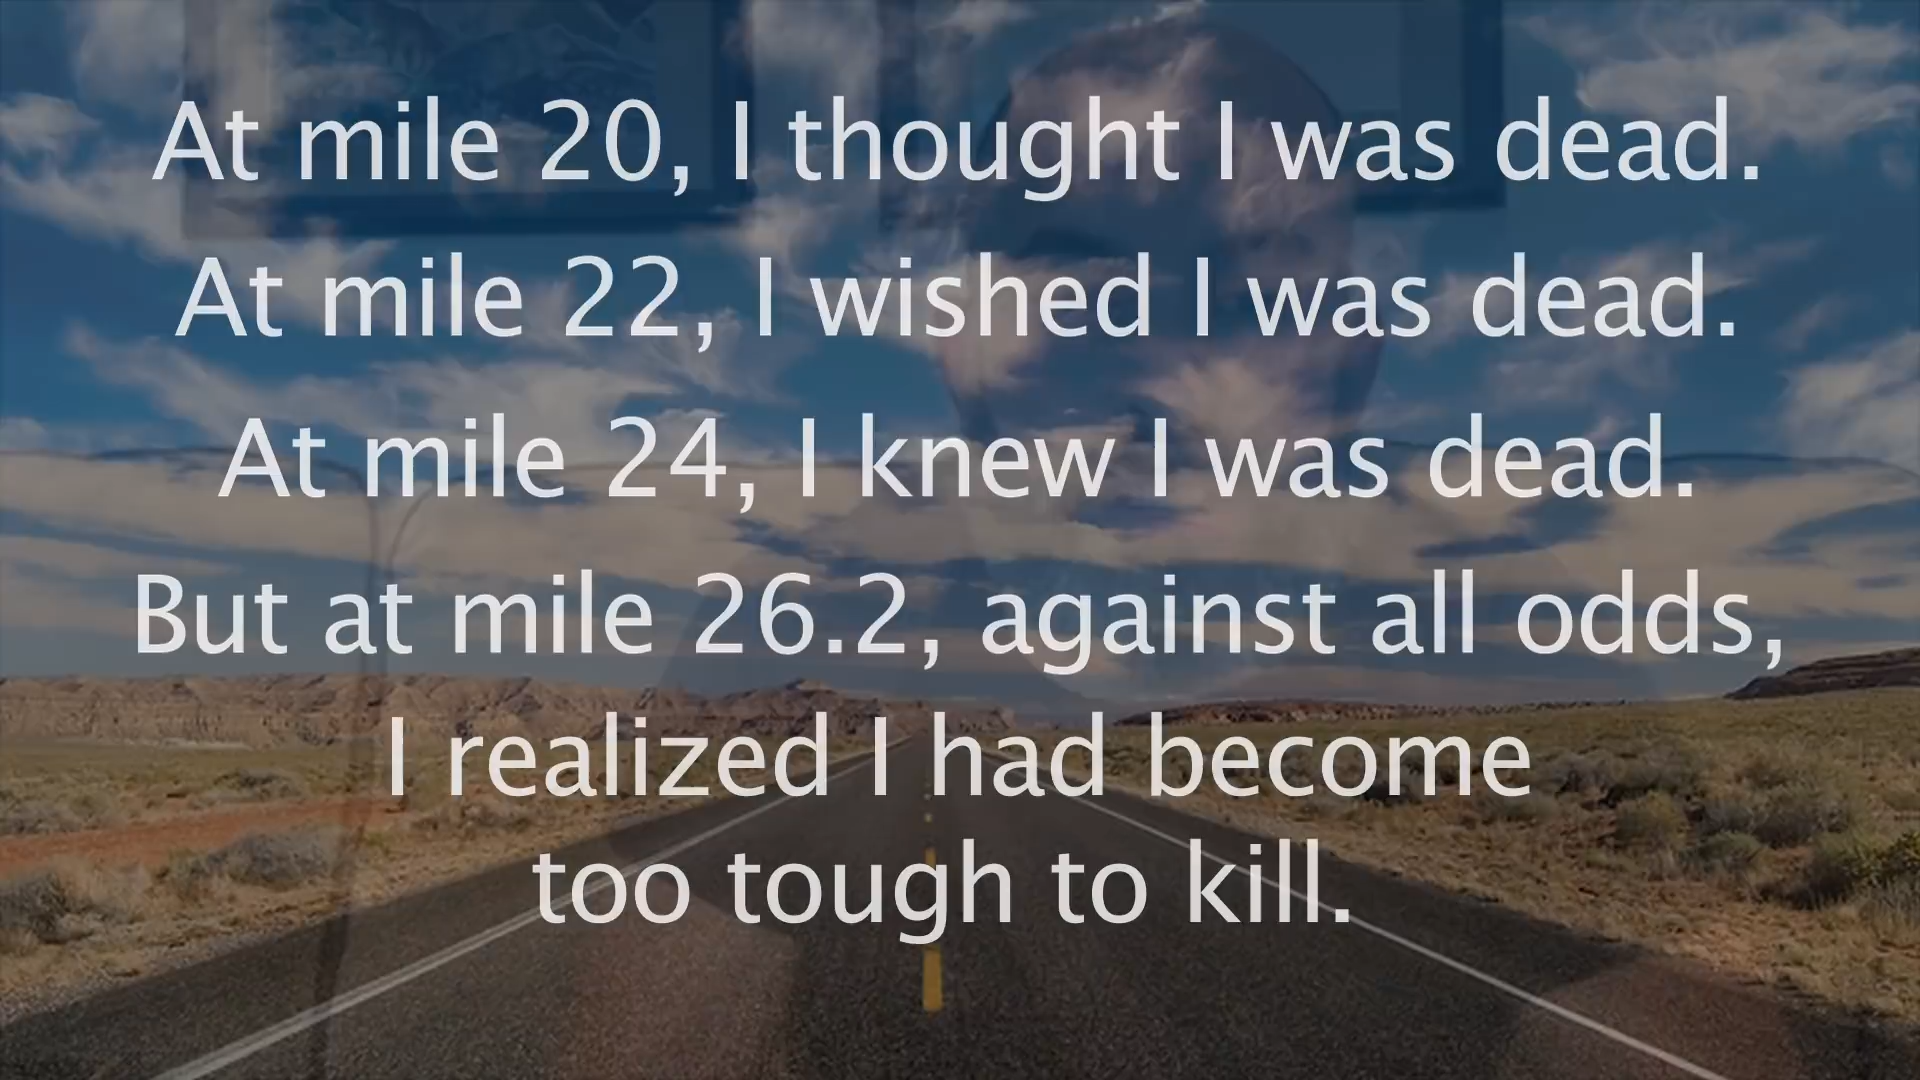 At mile 20, I thought I was dead.
At mile 22, I wished I was dead.
At mile 24, I knew I was dead.
But at mile 26.2, against all odds,
I realized I had become
too tough to kill.